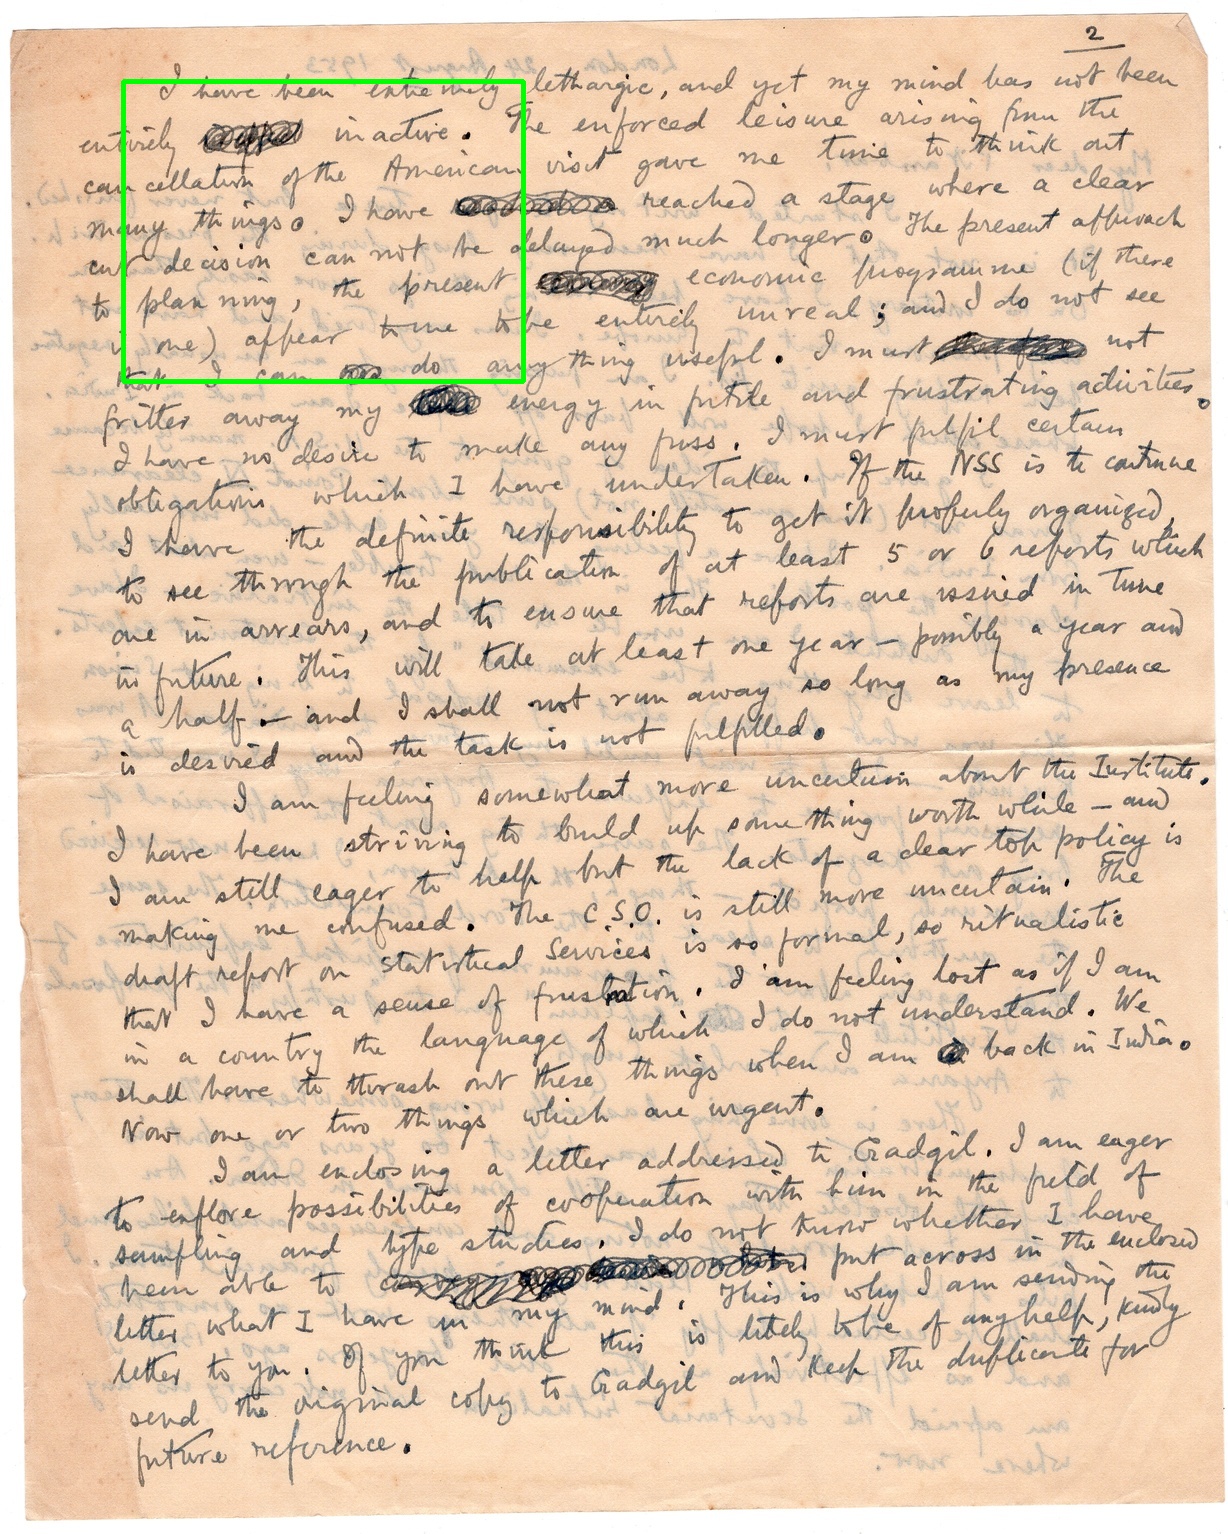 2
I have been extremely lethargic, and yet my mind has not been
entirely inactive. The enforced leisure arising from the
cancellation of the American visit gave me time to think out
many things. I have reached a stage where a clear
cut decision can not be delayed much longer. The present approach
to planning, the present economic programme (if there
is one) appear to me to be entirely unreal; and I do not see
that I can do anything useful. I must not
fritter away my energy in futile and frustrating activities.
I have no desire to make any fuss. I must fulfil certain
obligations which I have undertaken. If the NSS is to continue
I have the definite responsibility to get it properly organized,
to see through the publication of at least 5 or 6 reports which
are in arrears, and to ensure that reports are issued in time
in future. This will take at least one year – possibly a year and
a half – and I shall not run away so long as my presence
is desired and the task is not fulfilled.
I am feeling somewhat more uncertain about the Institute.
I have been striving to build up something worth while – and
I am still eager to help but the lack of a clear top policy is
making me confused. The C.S.O. is still more uncertain. The
draft report on Statistical Services is so formal, so ritualistic
that I have a sense of frustration. I am feeling lost as if I am
in a country the language of which I do not understand. We
shall have to thrash out these things when I am back in India.
Now one or two things which are urgent.
I am enclosing a letter addressed to Gadgil. I am eager
to explore possibilities of cooperation with him in the field of
sampling and type studies. I do not know whether I have
been able to put across in the enclosed
letter what I have in my mind. This is why I am sending the
letter to you. If you think this is likely to be of any help, kindly
send the original copy to Gadgil and keep the duplicate for
future reference.